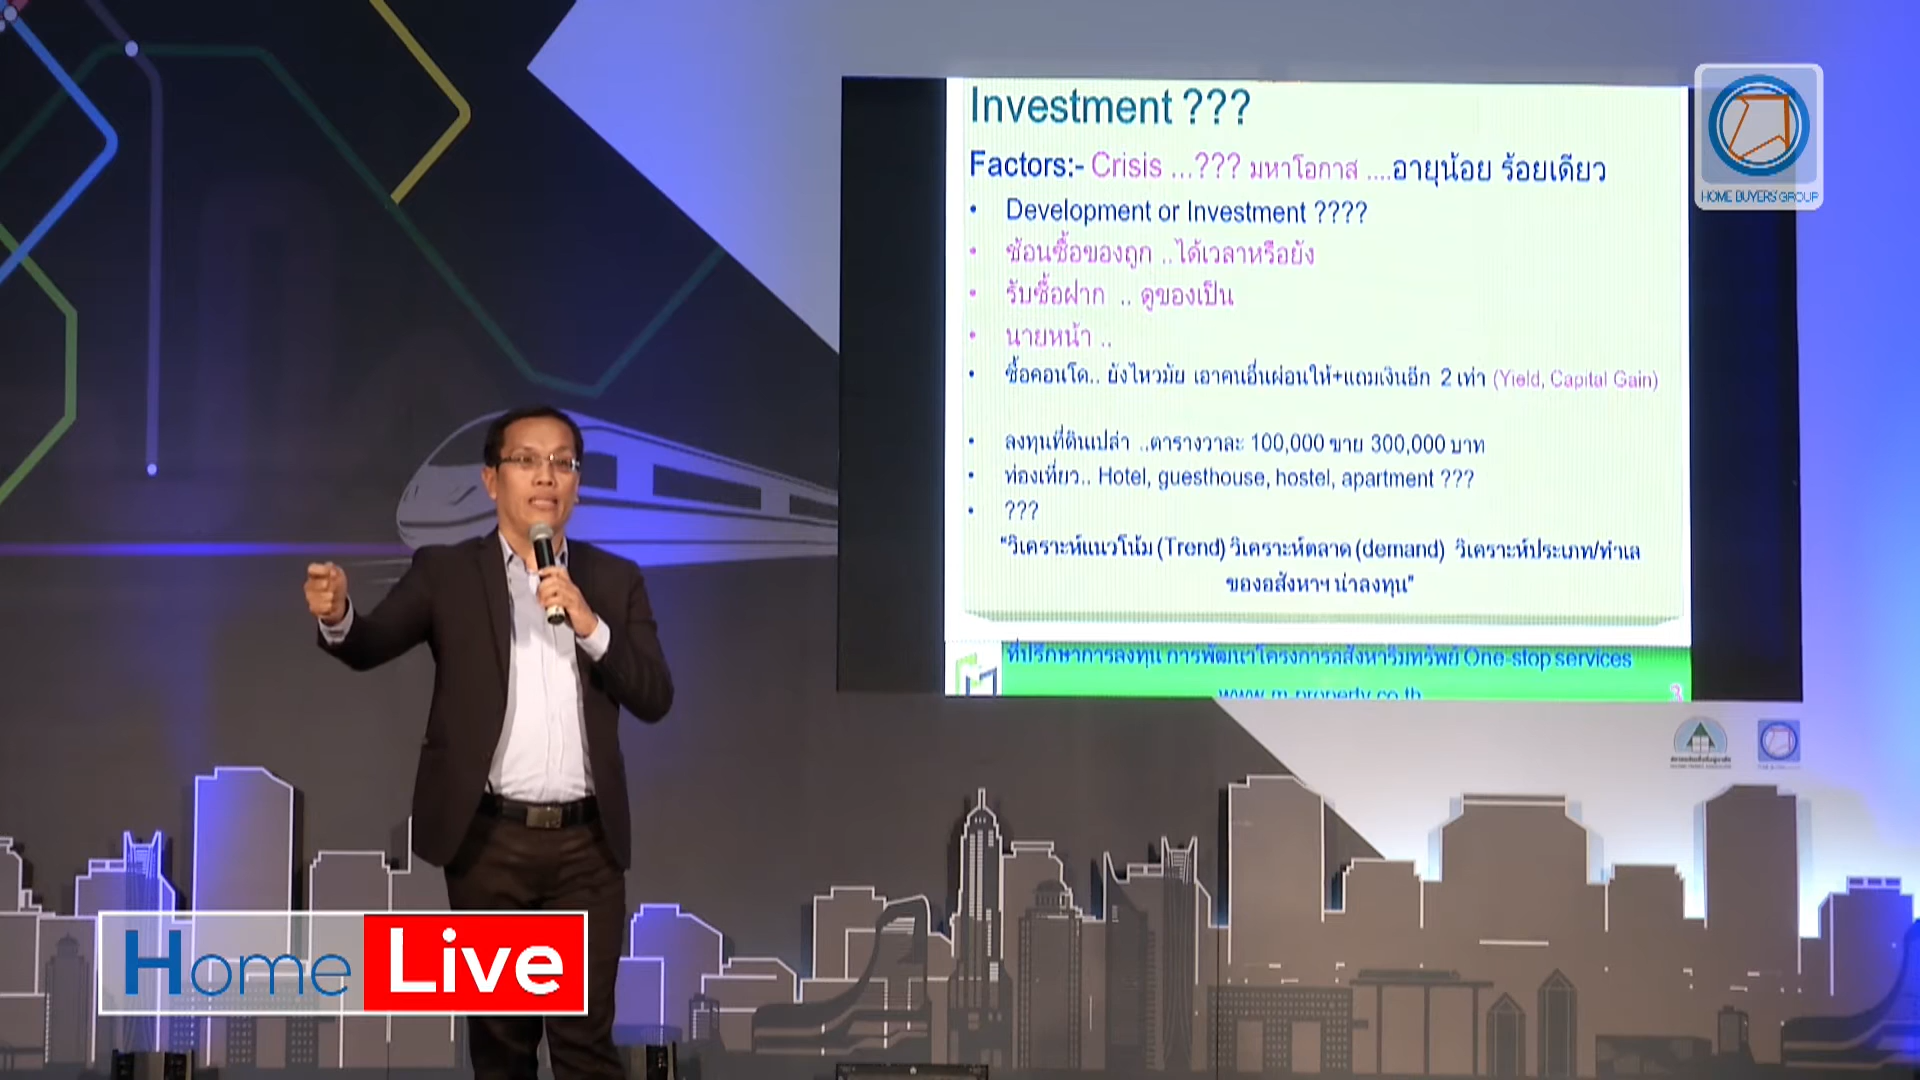 Investment ???
Factors:- Crisis ...??? มหาโอกาส ....อายุน้อย ร้อยเดียว
• Development or Investment ????
• ช้อนซื้อของถูก ..ได้เวลาหรือยัง
• รับซื้อฝาก .. ดูของเป็น
• นายหน้า ..
• ซื้อคอนโด.. ยังไหวมัย เอาคนอื่นผ่อนให้+แถมเงินอีก 2 เท่า (Yield, Capital Gain)
• ลงทุนที่ดินเปล่า ..ตารางวาละ 100,000 ขาย 300,000 บาท
• ท่องเที่ยว.. Hotel, guesthouse, hostel, apartment ???
• ???
"วิเคราะห์แนวโน้ม (Trend) วิเคราะห์ตลาด (demand) วิเคราะห์ประเภท/ทำเล
ของอสังหาฯ น่าลงทุน"
ที่ปรึกษาการลงทุน การพัฒนาโครงการอสังหาริมทรัพย์ One-stop services
www.m-property.co.th
3
HOME BUYERS' GROUP
Home Live